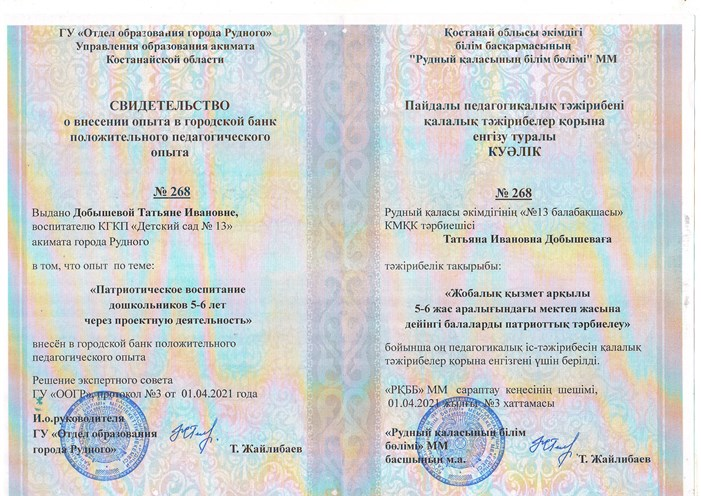 ГУ «Отдел образования города Рудного»
Управления образования акимата
Костанайской области
СВИДЕТЕЛЬСТВО
о внесении опыта в городской банк
положительного педагогического
опыта
№ 268
Выдано Добышевой Татьяне Ивановне,
воспитателю КГКП «Детский сад № 13»
акимата города Рудного
в том, что опыт по теме:
«Патриотическое воспитание
дошкольников 5-6 лет
через проектную деятельность»
внесён в городской банк положительного
педагогического опыта
Решение экспертного совета
ГУ «ООГР», протокол №3 от 01.04.2021 года
И.о.руководителя
ГУ «Отдел образования
города Рудного»
Т. Жайлибаев
Қостанай облысы әкімдігі
білім басқармасының
"Рудный қаласының білім бөлімі" ММ
Пайдалы педагогикалық тәжірибені
қалалық тәжірибелер қорына
енгізу туралы
КУӘЛІК
№ 268
Рудный қаласы әкімдігінің «№13 балабақшасы»
КМҚК тәрбиешісі
Татьяна Ивановна Добышеваға
тәжірибелік тақырыбы:
«Жобалық қызмет арқылы
5-6 жас аралығындағы мектеп жасына
дейінгі балаларды патриоттық тәрбиелеу»
бойынша оң педагогикалық іс-тәжірибесін қалалық
тәжірибелер қорына енгізгені үшін берілді.
«РҚББ» ММ сараптау кеңесінің шешімі,
01.04.2021 жылғы №3 хаттамасы
«Рудный қаласының білім
бөлімі» ММ
басшының м.а.
Т. Жайлибаев